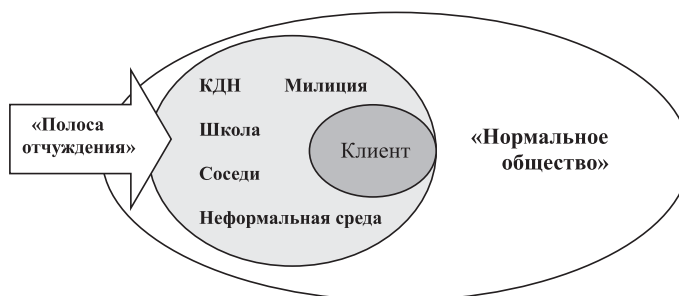 «Полоса
отчуждения»
КДН Милиция
Школа
Соседи
Неформальная среда
Клиент
«Нормальное
общество»